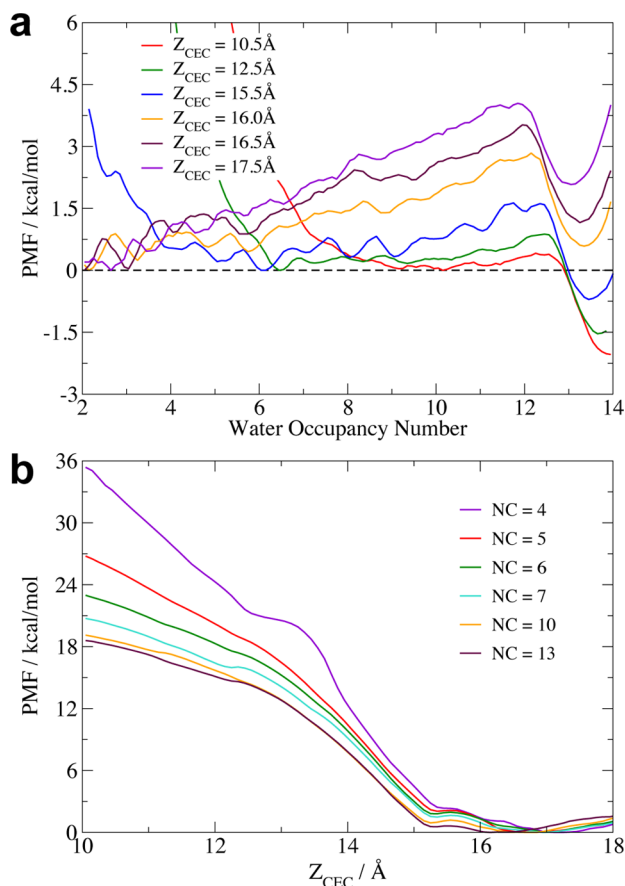 a
6
4.5
3
1.5
0
-1.5
-3
PMF / kcal/mol
Z_CEC = 10.5Å
Z_CEC = 12.5Å
Z_CEC = 15.5Å
Z_CEC = 16.0Å
Z_CEC = 16.5Å
Z_CEC = 17.5Å
2 4 6 8 10 12 14
Water Occupancy Number
b
36
30
24
18
12
6
0
PMF / kcal/mol
NC = 4
NC = 5
NC = 6
NC = 7
NC = 10
NC = 13
10 12 14 16 18
Z_CEC / Å